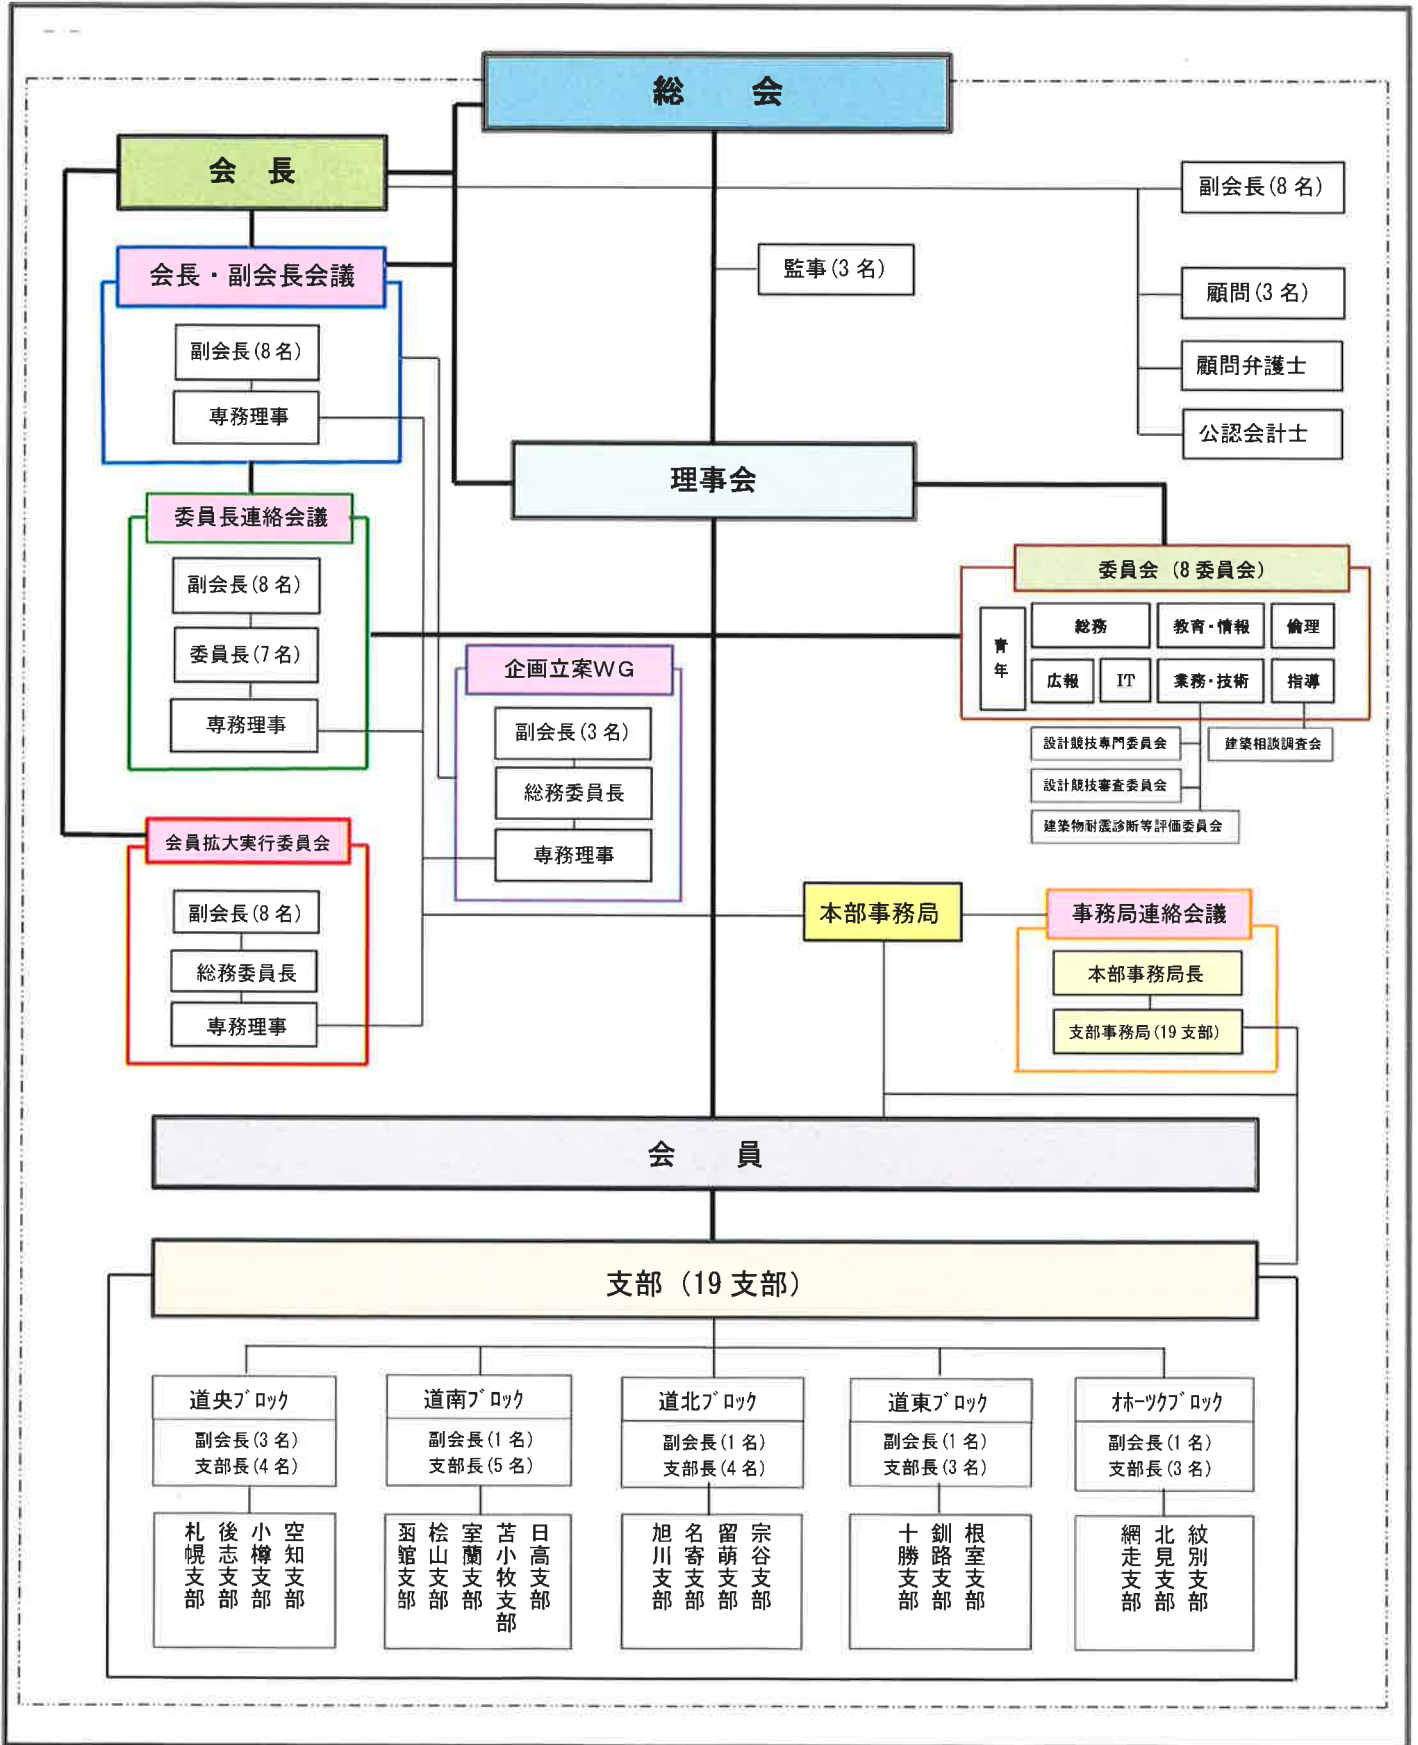 総　会
会　長
副会長(8 名)
会長・副会長会議
監事(3 名)
顧問(3 名)
副会長(8 名)
顧問弁護士
専務理事
公認会計士
理事会
委員長連絡会議
副会長(8 名)
委員長(7 名)
専務理事
委員会（8 委員会）
青年
総務
教育・情報
倫理
広報
IT
業務・技術
指導
設計競技専門委員会
建築相談調査会
設計競技審査委員会
建築物耐震診断等評価委員会
企画立案WG
副会長(3 名)
総務委員長
専務理事
会員拡大実行委員会
副会長(8 名)
総務委員長
専務理事
本部事務局
事務局連絡会議
本部事務局長
支部事務局(19 支部)
会　員
支部（19 支部）
道央ブロック
副会長(3 名)
支部長(4 名)
札幌支部
後志支部
小樽支部
空知支部
道南ブロック
副会長(1 名)
支部長(5 名)
函館支部
桧山支部
室蘭支部
苫小牧支部
日高支部
道北ブロック
副会長(1 名)
支部長(4 名)
旭川支部
名寄支部
留萌支部
宗谷支部
道東ブロック
副会長(1 名)
支部長(3 名)
十勝支部
釧路支部
根室支部
オホーツクブロック
副会長(1 名)
支部長(3 名)
網走支部
北見支部
紋別支部